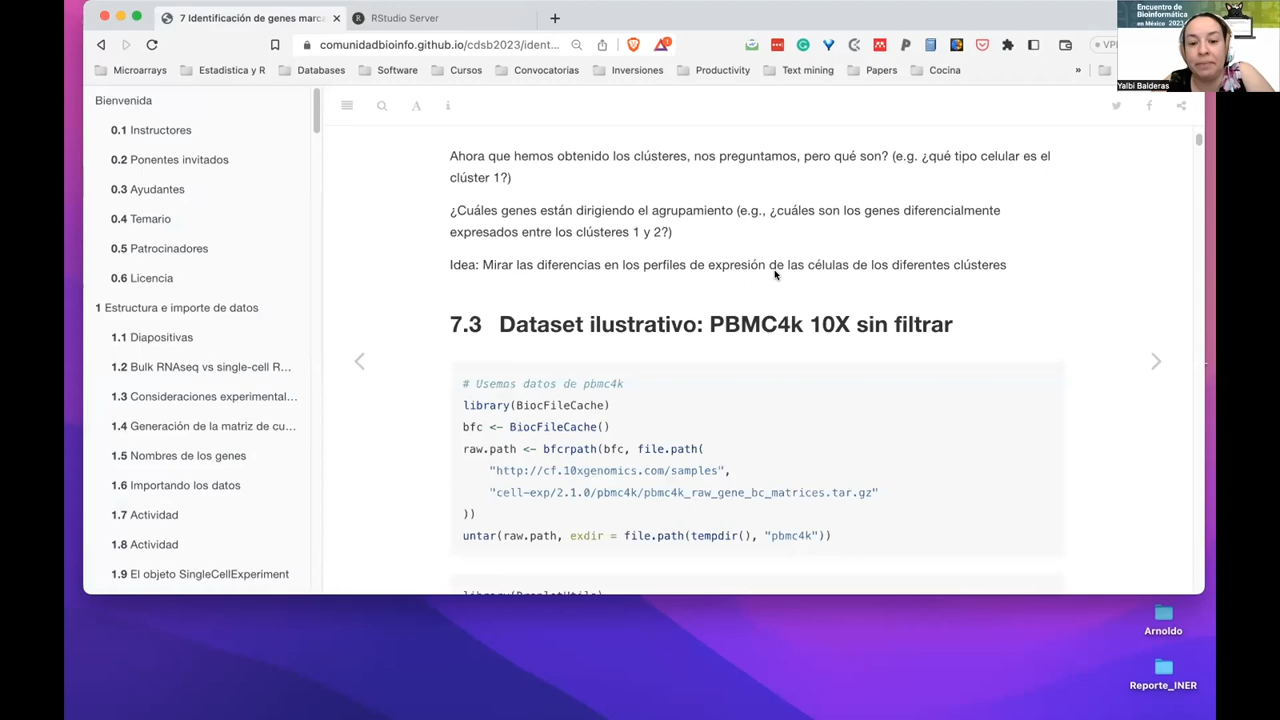 7 Identificación de genes marca
RStudio Server
comunidadbioinfo.github.io/cdsb2023/ident...
VPN
Microarrays
Estadistica y R
Databases
Software
Cursos
Convocatorias
Inversiones
Productivity
Text mining
Papers
Cocina
»
Encuentro de
Bioinformática
en México 2023
Yalbi Balderas
Bienvenida
0.1 Instructores
0.2 Ponentes invitados
0.3 Ayudantes
0.4 Temario
0.5 Patrocinadores
0.6 Licencia
1 Estructura e importe de datos
1.1 Diapositivas
1.2 Bulk RNAseq vs single-cell R...
1.3 Consideraciones experimental...
1.4 Generación de la matriz de cu...
1.5 Nombres de los genes
1.6 Importando los datos
1.7 Actividad
1.8 Actividad
1.9 El objeto SingleCellExperiment
Ahora que hemos obtenido los clústeres, nos preguntamos, pero qué son? (e.g. ¿qué tipo celular es el
clúster 1?)
¿Cuáles genes están dirigiendo el agrupamiento (e.g., ¿cuáles son los genes diferencialmente
expresados entre los clústeres 1 y 2?)
Idea: Mirar las diferencias en los perfiles de expresión de las células de los diferentes clústeres
7.3 Dataset ilustrativo: PBMC4k 10X sin filtrar
# Usemos datos de pbmc4k
library(BiocFileCache)
bfc <- BiocFileCache()
raw.path <- bfcrpath(bfc, file.path(
"http://cf.10xgenomics.com/samples",
"cell-exp/2.1.0/pbmc4k/pbmc4k_raw_gene_bc_matrices.tar.gz"
))
untar(raw.path, exdir = file.path(tempdir(), "pbmc4k"))
library(DropletUtils)
Arnoldo
Reporte_INER